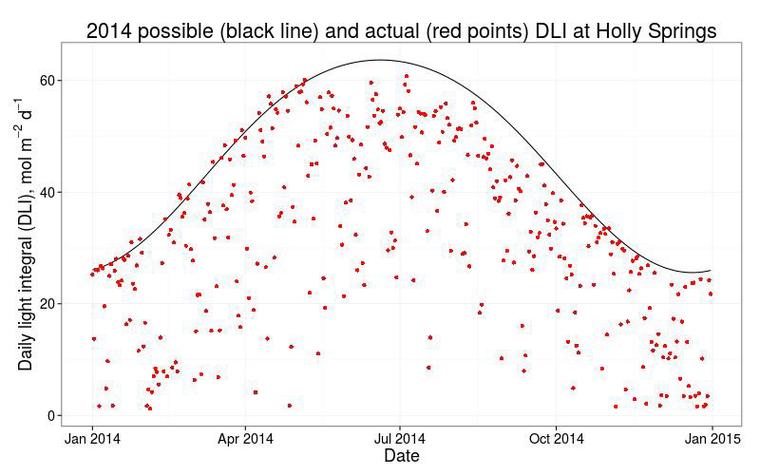 2014 possible (black line) and actual (red points) DLI at Holly Springs
Daily light integral (DLI), mol m⁻² d⁻¹
60
40
20
0
Jan 2014 Apr 2014 Jul 2014 Oct 2014 Jan 2015
Date